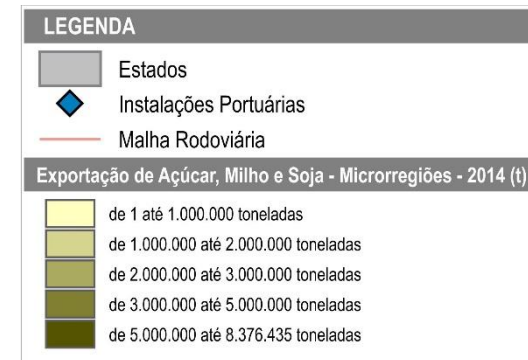 LEGENDA
Estados
Instalações Portuárias
Malha Rodoviária
Exportação de Açúcar, Milho e Soja - Microrregiões - 2014 (t)
de 1 até 1.000.000 toneladas
de 1.000.000 até 2.000.000 toneladas
de 2.000.000 até 3.000.000 toneladas
de 3.000.000 até 5.000.000 toneladas
de 5.000.000 até 8.376.435 toneladas